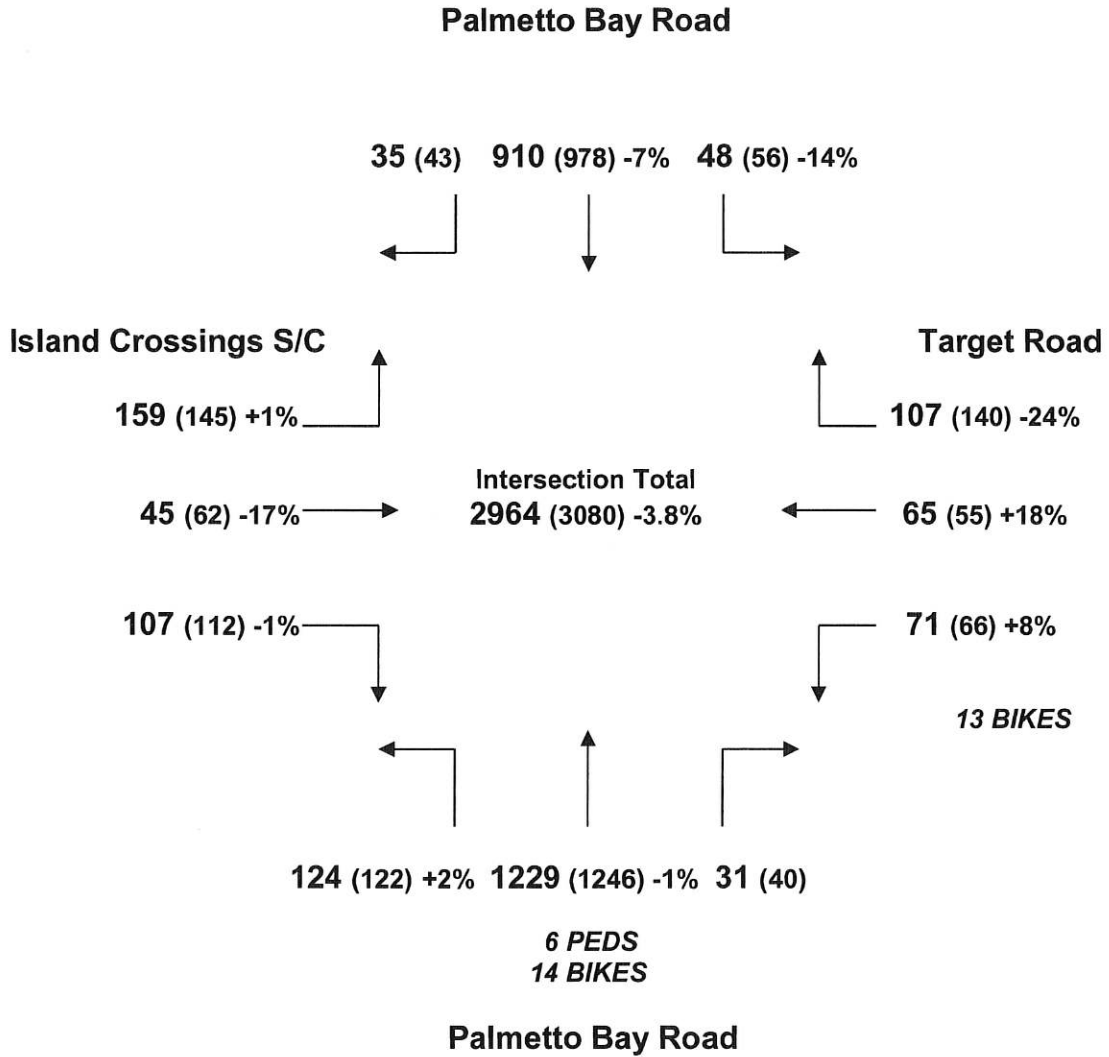 Palmetto Bay Road
35 (43) 910 (978) -7% 48 (56) -14%
Island Crossings S/C
Target Road
159 (145) +1%
107 (140) -24%
Intersection Total
45 (62) -17%
2964 (3080) -3.8%
65 (55) +18%
107 (112) -1%
71 (66) +8%
13 BIKES
124 (122) +2% 1229 (1246) -1% 31 (40)
6 PEDS
14 BIKES
Palmetto Bay Road